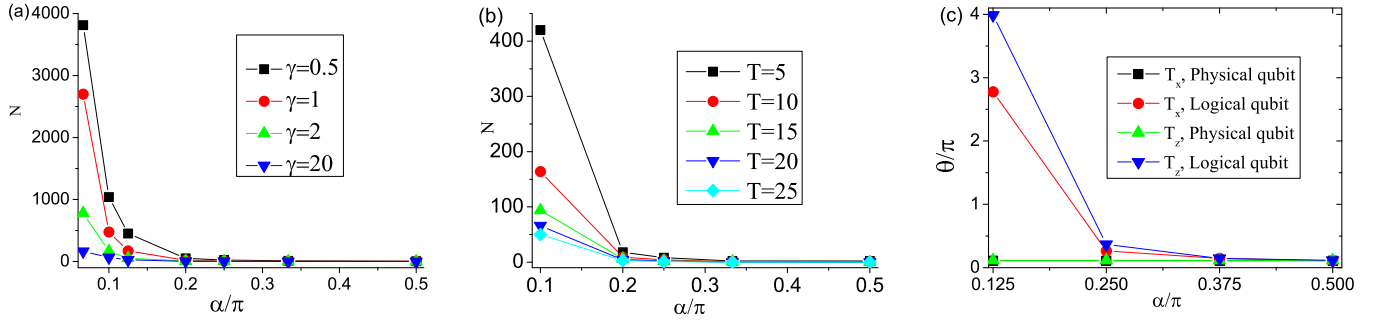 (a)
4000
3000
2000
1000
0
N
γ=0.5
γ=1
γ=2
γ=20
0.1 0.2 0.3 0.4 0.5
α/π
(b)
400
300
200
100
0
N
T=5
T=10
T=15
T=20
T=25
0.1 0.2 0.3 0.4 0.5
α/π
(c)
4
3
2
1
0
θ/π
Tx, Physical qubit
Tx, Logical qubit
Tz, Physical qubit
Tz, Logical qubit
0.125 0.250 0.375 0.500
α/π